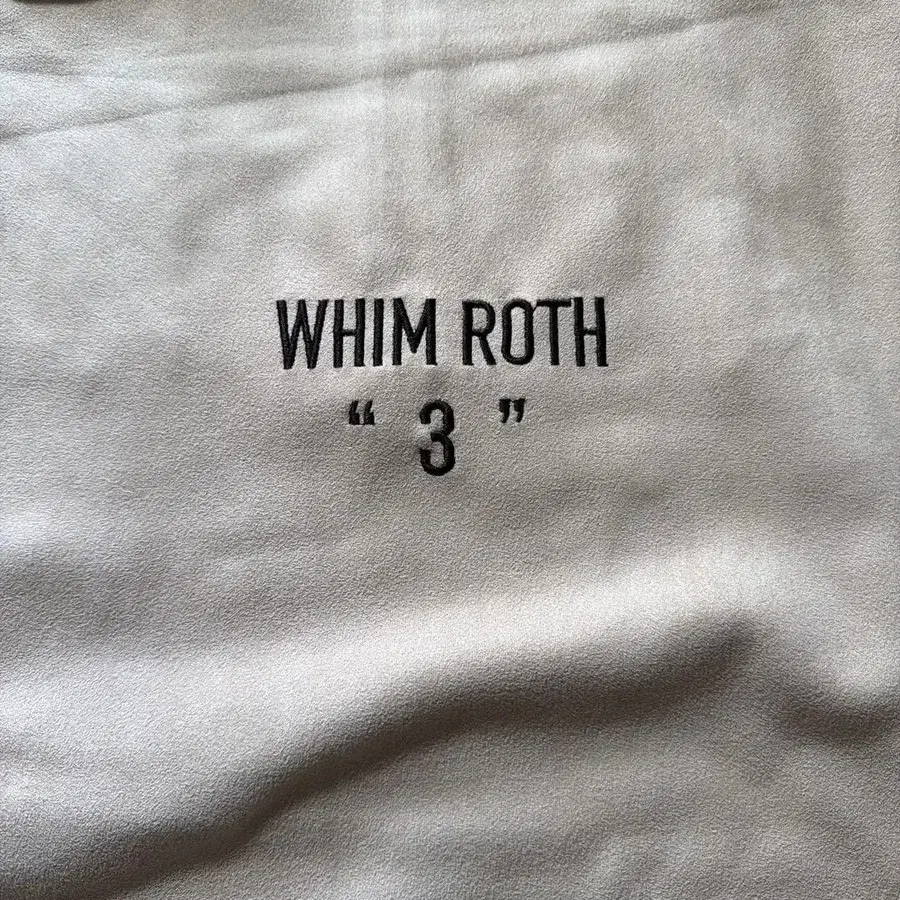 WHIM ROTH
“ 3 ”